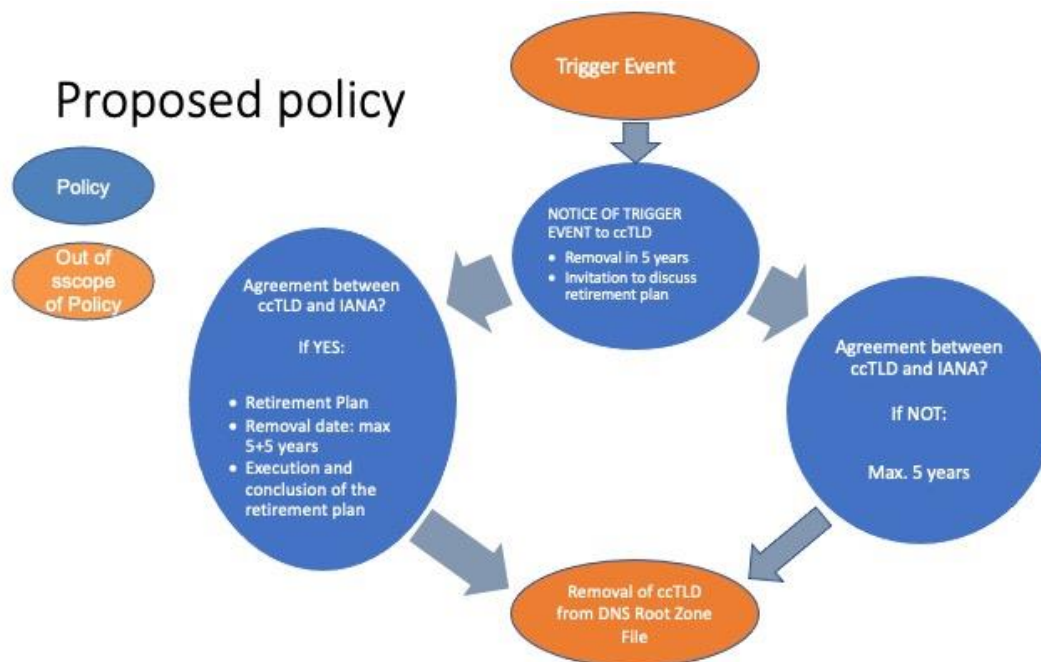 Proposed policy
Policy
Out of
sscope
of Policy
Trigger Event
NOTICE OF TRIGGER
EVENT to ccTLD
• Removal in 5 years
• Invitation to discuss
retirement plan
Agreement between
ccTLD and IANA?
If YES:
• Retirement Plan
• Removal date: max
5+5 years
• Execution and
conclusion of the
retirement plan
Agreement between
ccTLD and IANA?
If NOT:
Max. 5 years
Removal of ccTLD
from DNS Root Zone
File